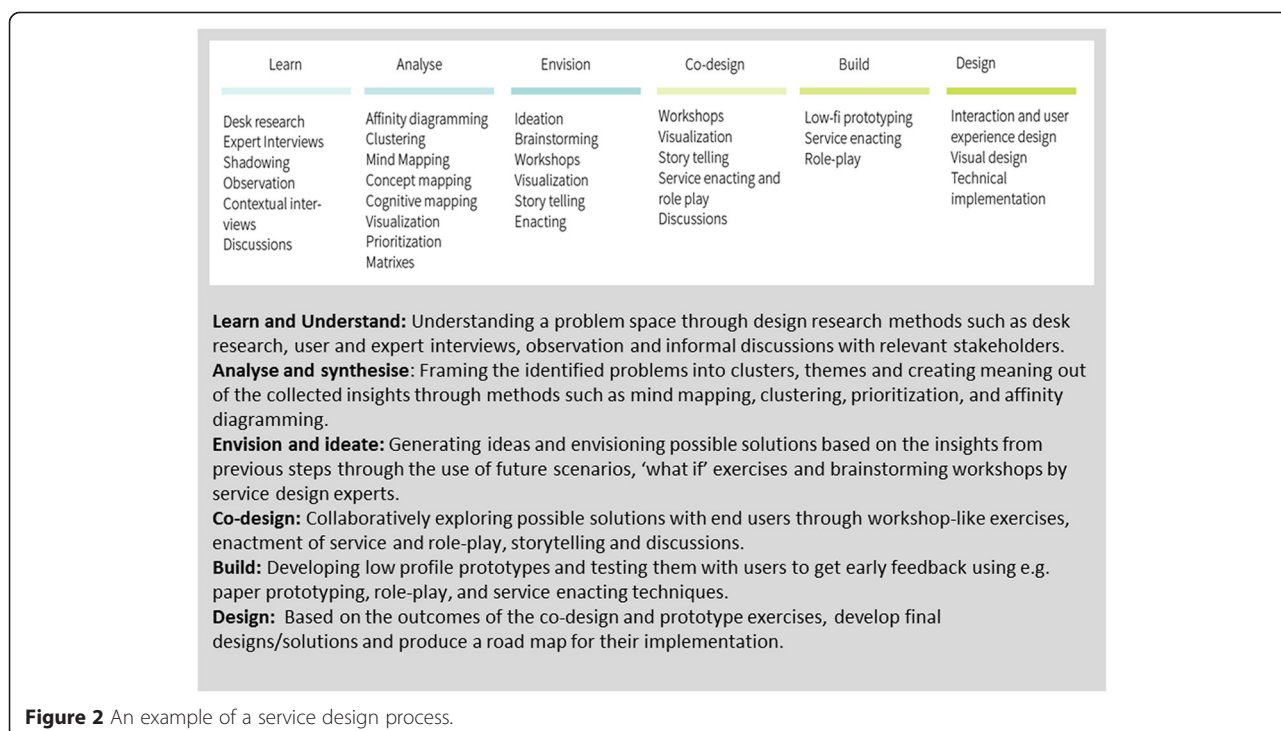 Learn
Analyse
Envision
Co-design
Build
Design
Desk research
Expert Interviews
Shadowing
Observation
Contextual inter-
views
Discussions
Affinity diagramming
Clustering
Mind Mapping
Concept mapping
Cognitive mapping
Visualization
Prioritization
Matrixes
Ideation
Brainstorming
Workshops
Visualization
Story telling
Enacting
Workshops
Visualization
Story telling
Service enacting and
role play
Discussions
Low-fi prototyping
Service enacting
Role-play
Interaction and user
experience design
Visual design
Technical
implementation
Learn and Understand: Understanding a problem space through design research methods such as desk
research, user and expert interviews, observation and informal discussions with relevant stakeholders.
Analyse and synthesise: Framing the identified problems into clusters, themes and creating meaning out
of the collected insights through methods such as mind mapping, clustering, prioritization, and affinity
diagramming.
Envision and ideate: Generating ideas and envisioning possible solutions based on the insights from
previous steps through the use of future scenarios, ‘what if’ exercises and brainstorming workshops by
service design experts.
Co-design: Collaboratively exploring possible solutions with end users through workshop-like exercises,
enactment of service and role-play, storytelling and discussions.
Build: Developing low profile prototypes and testing them with users to get early feedback using e.g.
paper prototyping, role-play, and service enacting techniques.
Design: Based on the outcomes of the co-design and prototype exercises, develop final
designs/solutions and produce a road map for their implementation.
Figure 2 An example of a service design process.